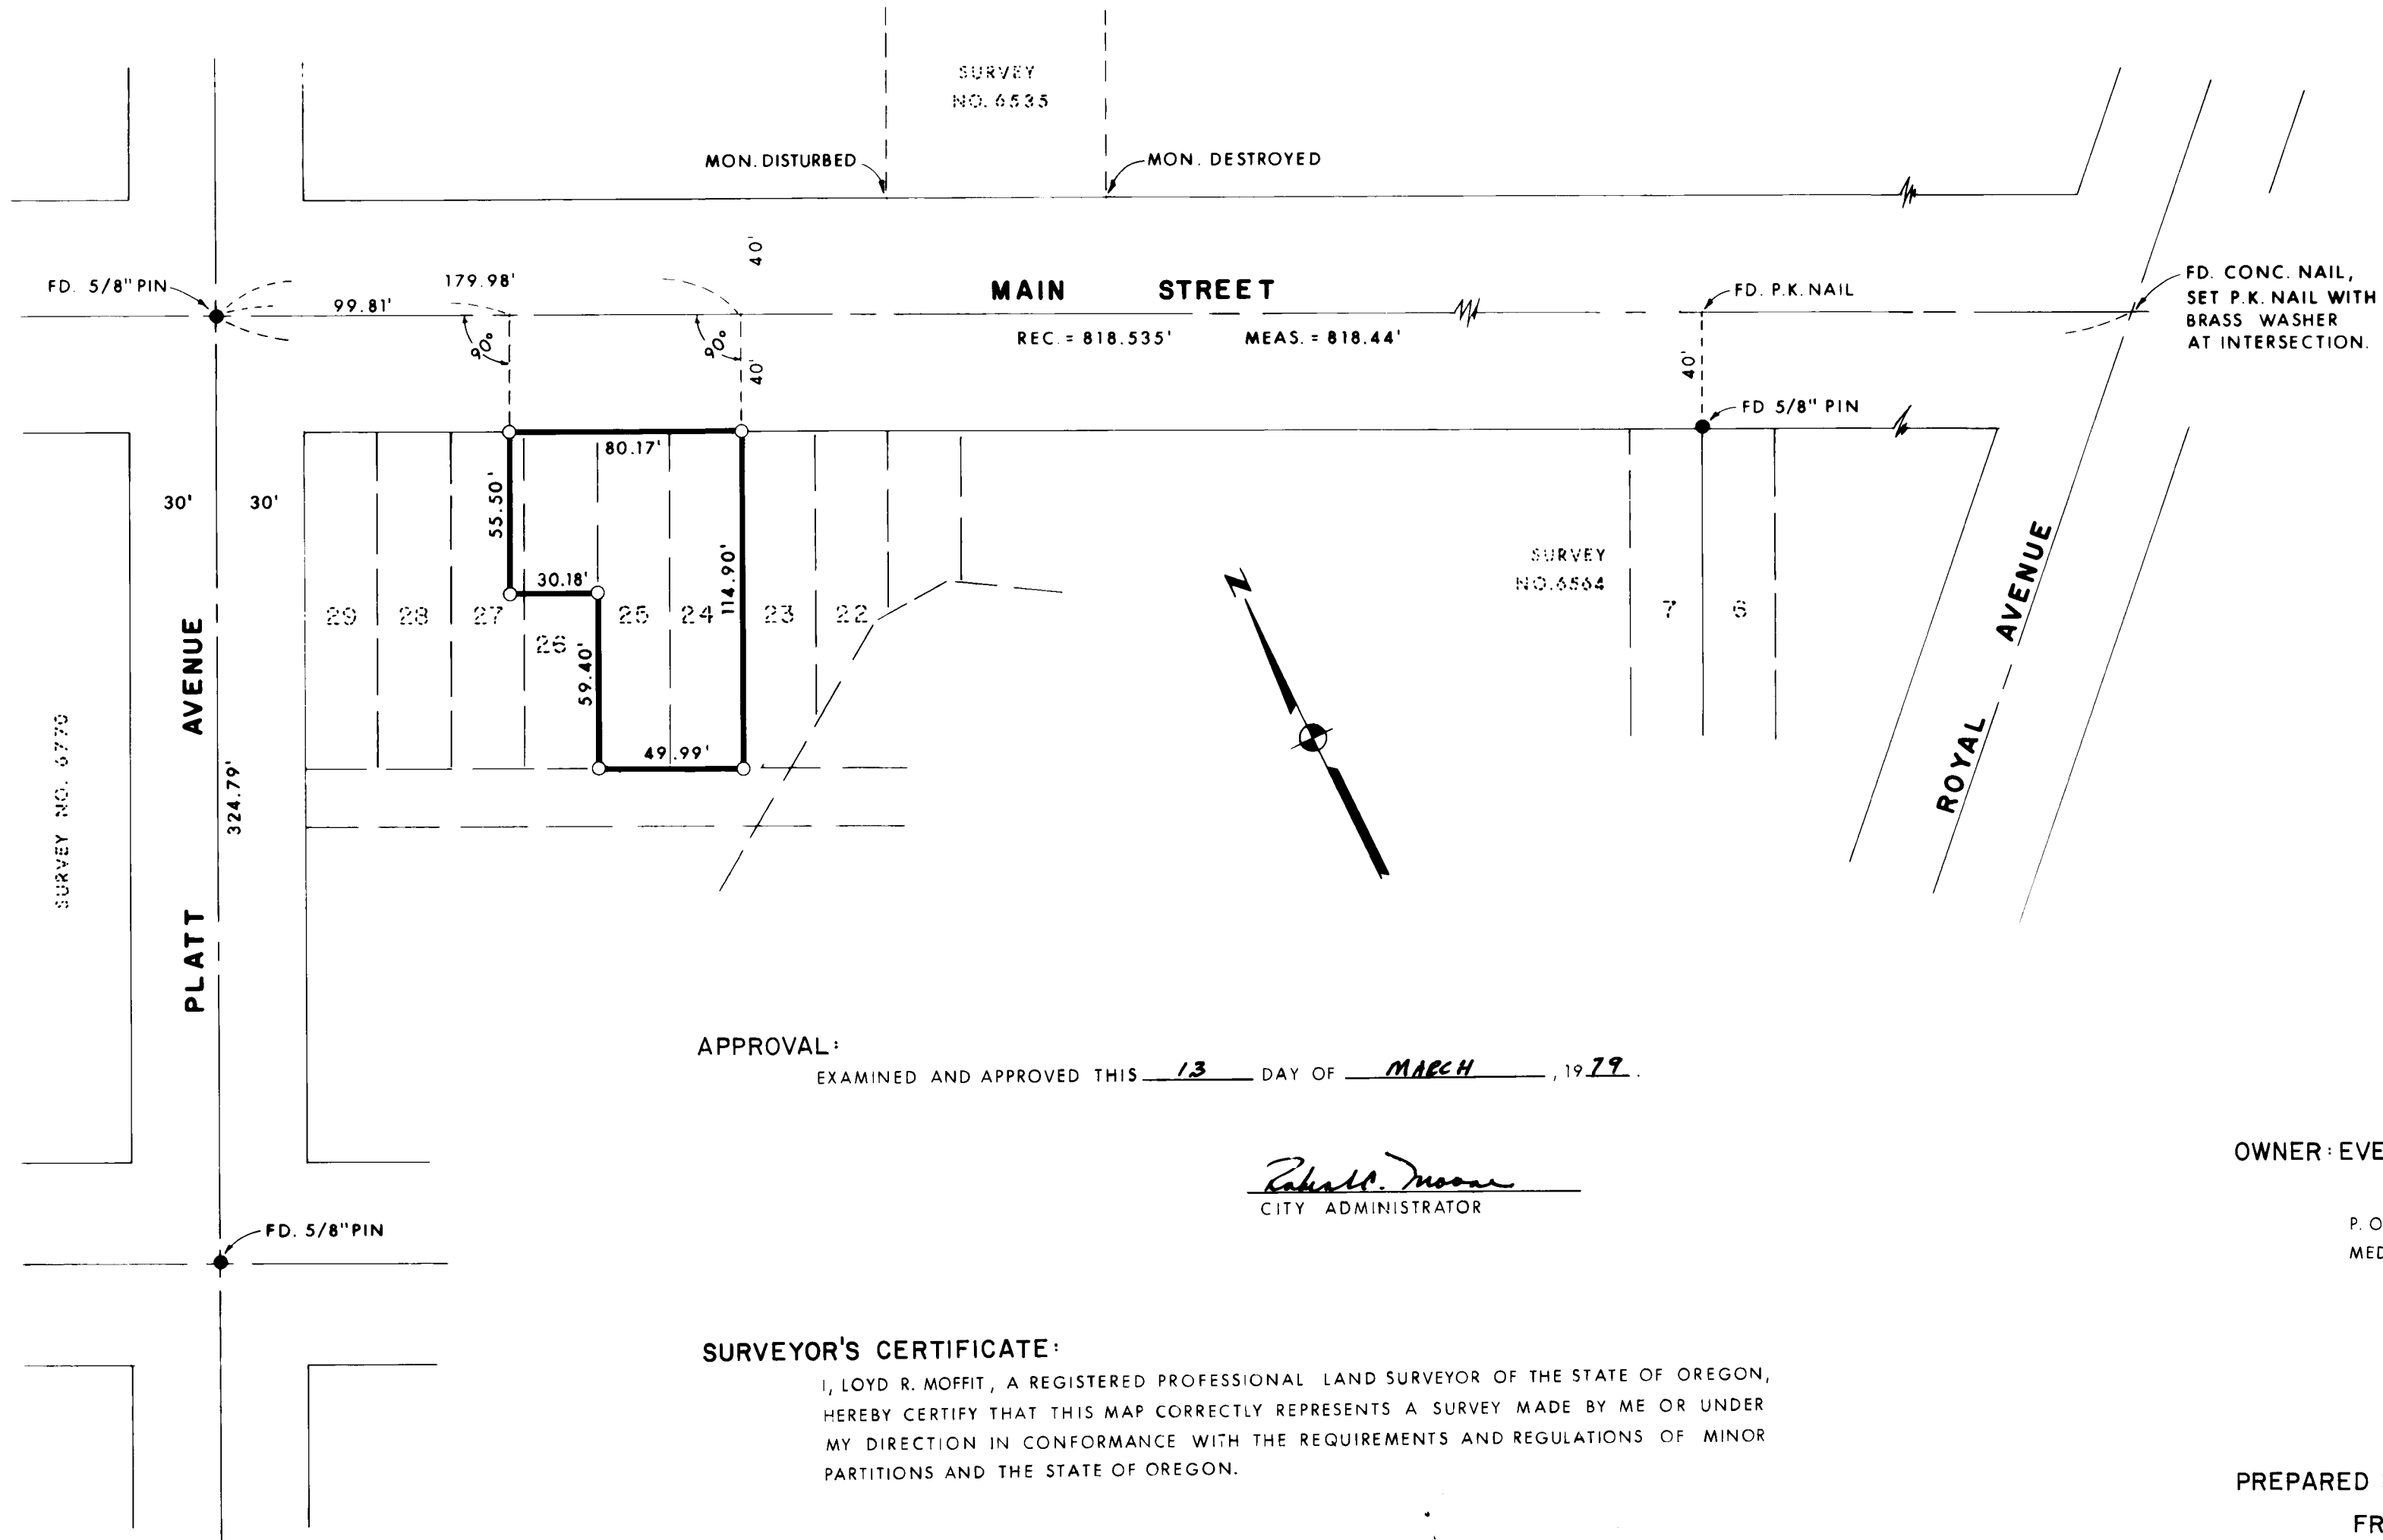 SURVEY
NO. 6535
MON. DISTURBED
MON. DESTROYED
FD. 5/8" PIN
179.98'
99.81'
90°
90°
40'
40'
MAIN STREET
REC. = 818.535' MEAS. = 818.44'
FD. P.K. NAIL
40'
FD 5/8" PIN
FD. CONC. NAIL,
SET P.K. NAIL WITH
BRASS WASHER
AT INTERSECTION.
30' 30'
80.17'
55.50'
30.18'
114.90'
59.40'
49.99'
29 28 27 26 25 24 23 22
SURVEY
NO. 6564
7 6
N
ROYAL AVENUE
PLATT AVENUE
324.79'
SURVEY NO. 6770
FD. 5/8" PIN
APPROVAL:
EXAMINED AND APPROVED THIS 13 DAY OF MARCH, 1979.
Robert C. Moore
CITY ADMINISTRATOR
OWNER: EVE
P. O
MED
SURVEYOR'S CERTIFICATE:
I, LOYD R. MOFFIT, A REGISTERED PROFESSIONAL LAND SURVEYOR OF THE STATE OF OREGON,
HEREBY CERTIFY THAT THIS MAP CORRECTLY REPRESENTS A SURVEY MADE BY ME OR UNDER
MY DIRECTION IN CONFORMANCE WITH THE REQUIREMENTS AND REGULATIONS OF MINOR
PARTITIONS AND THE STATE OF OREGON.
PREPARED
FR